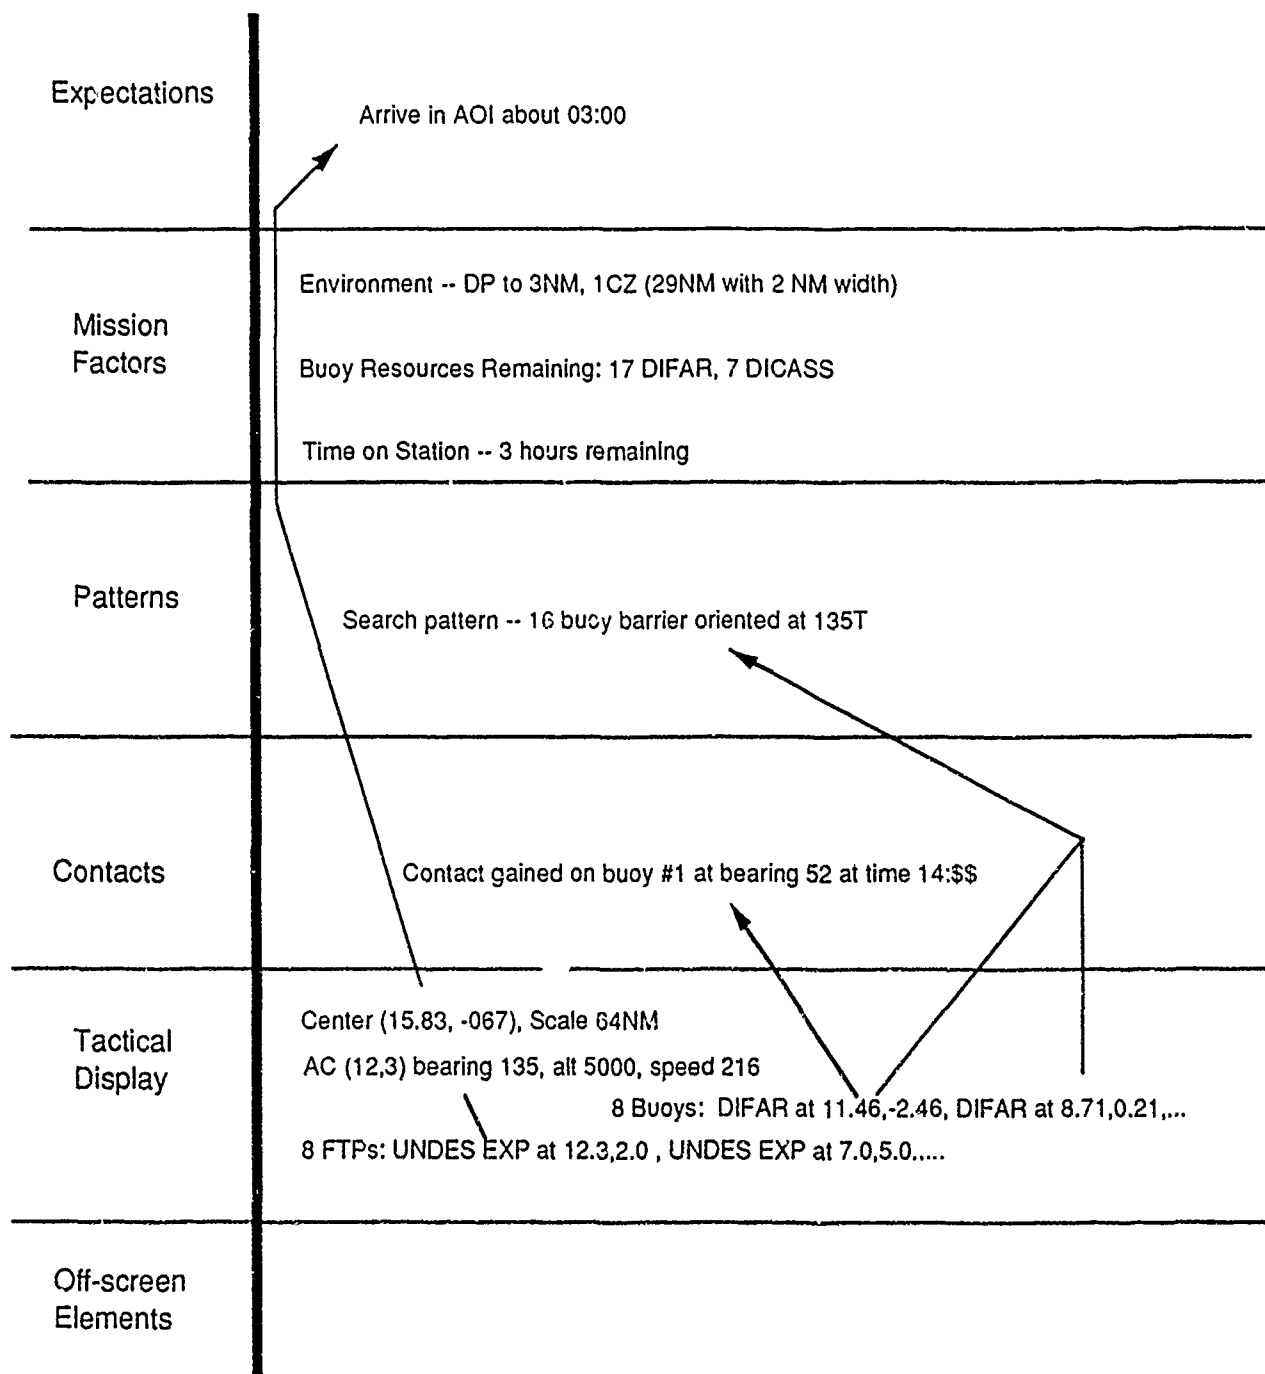 Expectations
Arrive in AOI about 03:00
Mission
Factors
Environment -- DP to 3NM, 1CZ (29NM with 2 NM width)
Buoy Resources Remaining: 17 DIFAR, 7 DICASS
Time on Station -- 3 hours remaining
Patterns
Search pattern -- 16 buoy barrier oriented at 135T
Contacts
Contact gained on buoy #1 at bearing 52 at time 14:$$
Tactical
Display
Center (15.83, -067), Scale 64NM
AC (12,3) bearing 135, alt 5000, speed 216
8 Buoys: DIFAR at 11.46,-2.46, DIFAR at 8.71,0.21,...
8 FTPs: UNDES EXP at 12.3,2.0 , UNDES EXP at 7.0,5.0.....
Off-screen
Elements